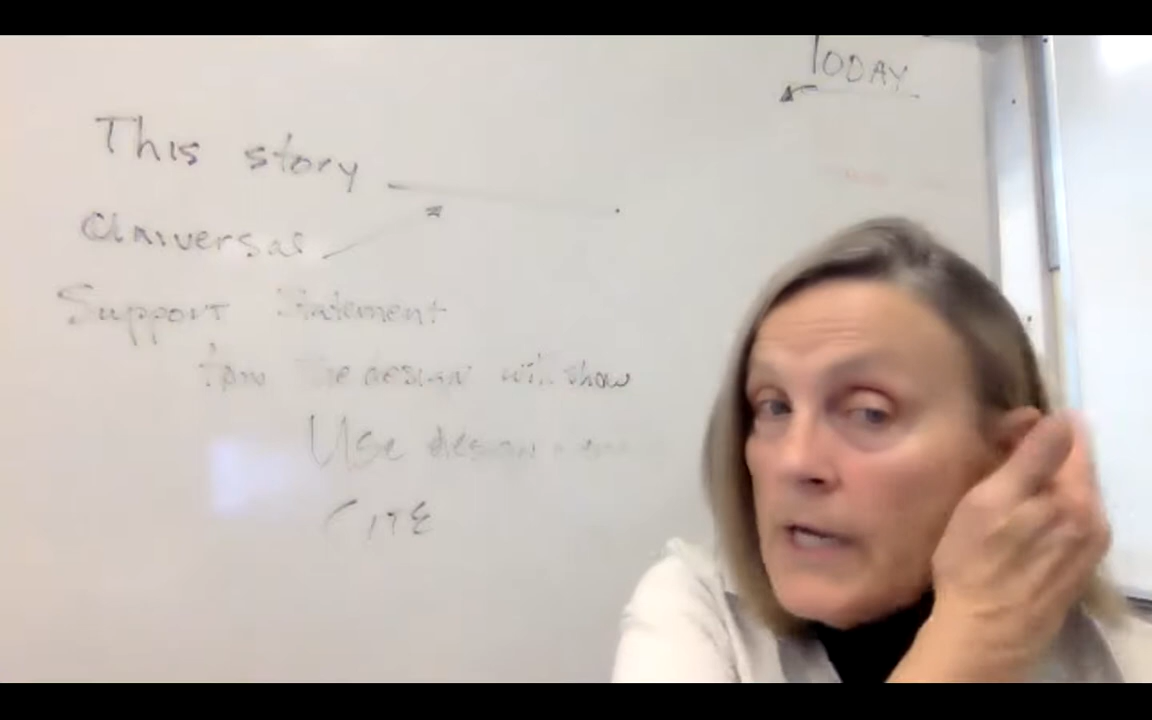 TODAY
This story
Universal
Support Statement
how the design will show
Use design
CITE